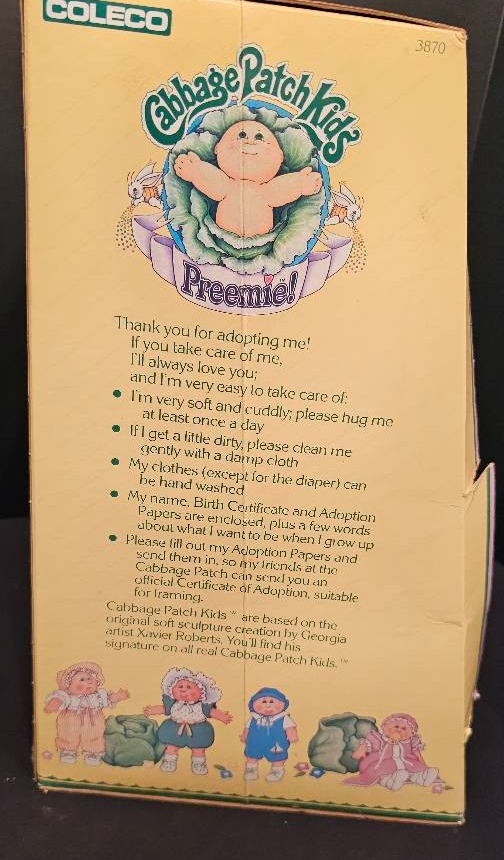 COLECO
3870
Cabbage Patch Kids
Preemie!
Thank you for adopting me!
If you take care of me,
I'll always love you;
and I'm very easy to take care of:
• I'm very soft and cuddly; please hug me
at least once a day
• If I get a little dirty, please clean me
gently with a damp cloth
• My clothes (except for the diaper) can
be hand washed
• My name, Birth Certificate and Adoption
Papers are enclosed, plus a few words
about what I want to be when I grow up
• Please fill out my Adoption Papers and
send them in, so my friends at the
Cabbage Patch can send you an
official Certificate of Adoption, suitable
for framing.
Cabbage Patch Kids™ are based on the
original soft sculpture creation by Georgia
artist Xavier Roberts. You'll find his
signature on all real Cabbage Patch Kids.™